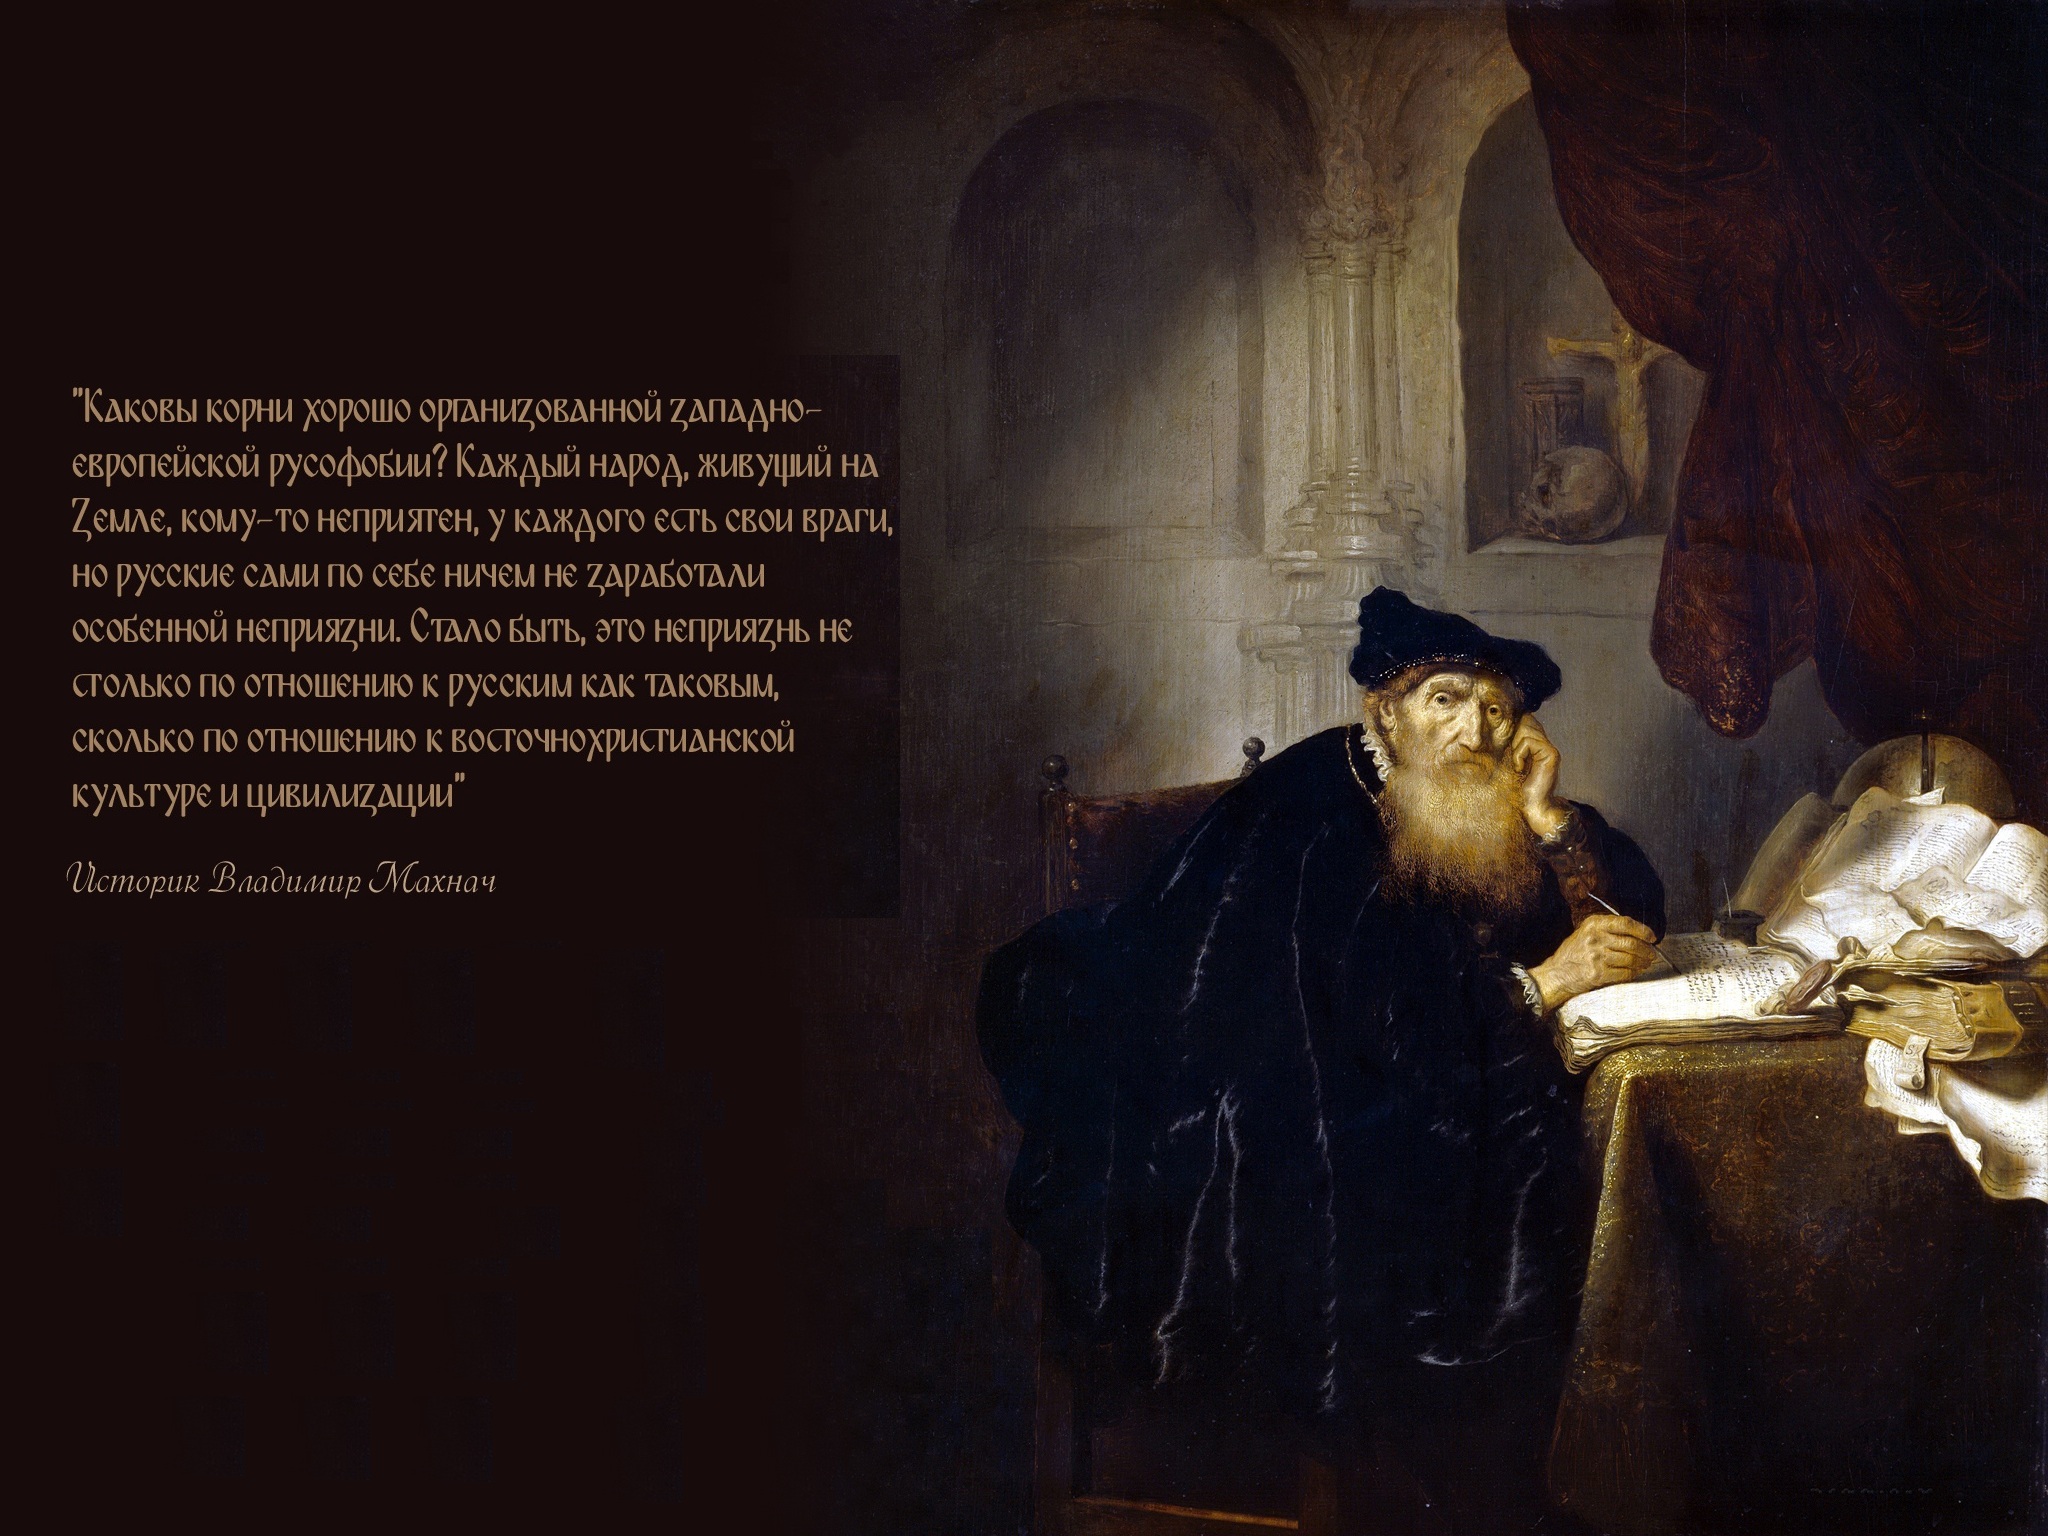 "Каковы корни хорошо организованной западно-
европейской русофобии? Каждый народ, живущий на
Земле, кому-то неприятен, у каждого есть свои враги,
но русские сами по себе ничем не заработали
особенной неприязни. Стало быть, это неприязнь не
столько по отношению к русским как таковым,
сколько по отношению к восточнохристианской
культуре и цивилизации"
Историк Владимир Махнач